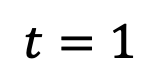 t = 1